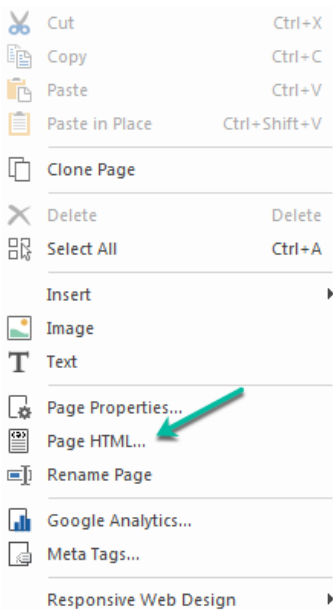 Cut Ctrl+X
Copy Ctrl+C
Paste Ctrl+V
Paste in Place Ctrl+Shift+V
Clone Page
Delete Delete
Select All Ctrl+A
Insert
Image
T Text
Page Properties...
Page HTML...
Rename Page
Google Analytics...
Meta Tags...
Responsive Web Design